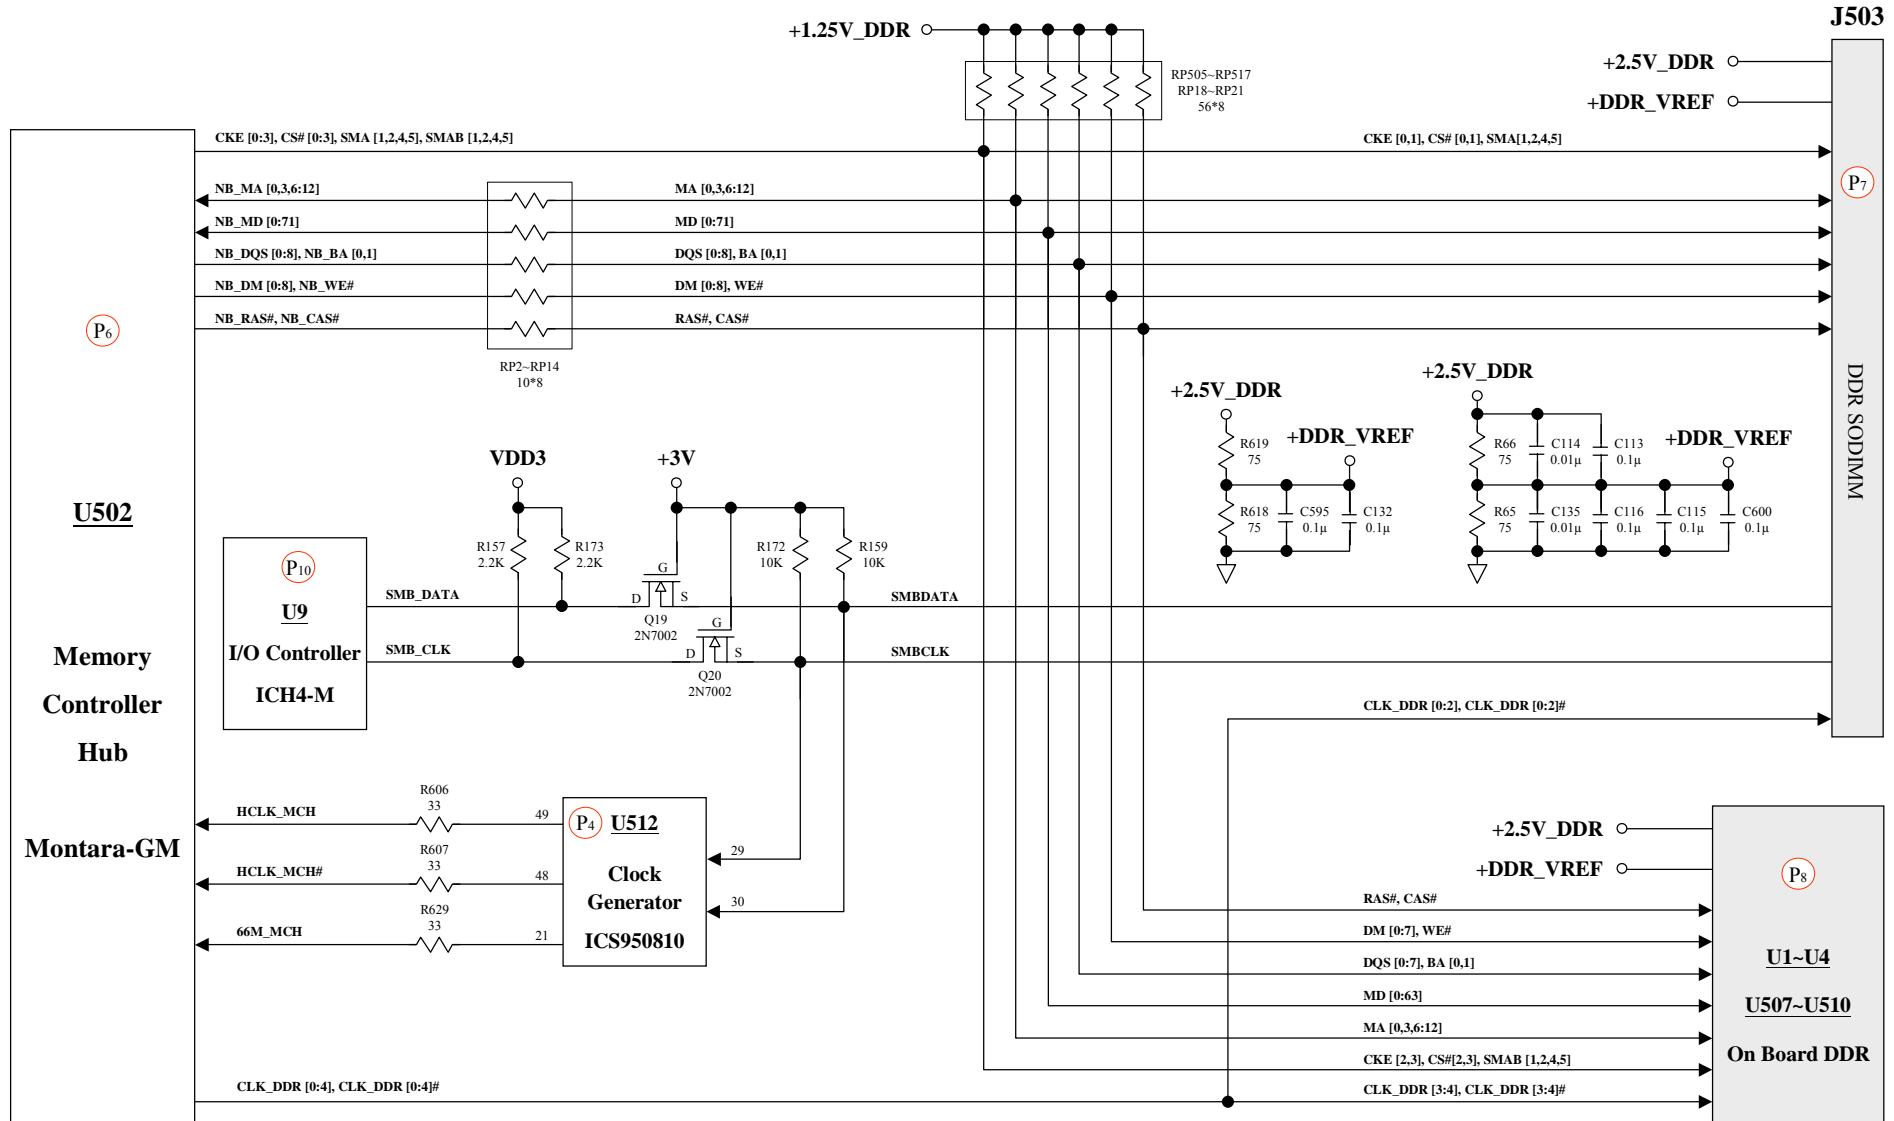 J503
+1.25V_DDR
+2.5V_DDR
+DDR_VREF
RP505~RP517
RP18~RP21
56*8
CKE [0:3], CS# [0:3], SMA [1,2,4,5], SMAB [1,2,4,5]
CKE [0,1], CS# [0,1], SMA[1,2,4,5]
P7
NB_MA [0,3,6:12]
MA [0,3,6:12]
NB_MD [0:71]
MD [0:71]
NB_DQS [0:8], NB_BA [0,1]
DQS [0:8], BA [0,1]
NB_DM [0:8], NB_WE#
DM [0:8], WE#
NB_RAS#, NB_CAS#
RAS#, CAS#
P6
RP2~RP14
10*8
DDR SODIMM
+2.5V_DDR
R619
75
+DDR_VREF
R618
75
C595
0.1µ
C132
0.1µ
+2.5V_DDR
R66
75
C114
0.01µ
C113
0.1µ
+DDR_VREF
R65
75
C135
0.01µ
C116
0.1µ
C115
0.1µ
C600
0.1µ
U502
Memory
Controller
Hub
Montara-GM
VDD3
+3V
R157
2.2K
R173
2.2K
R172
10K
R159
10K
P10
U9
I/O Controller
ICH4-M
SMB_DATA
D
G
S
Q19
2N7002
SMBDATA
SMB_CLK
D
G
S
Q20
2N7002
SMBCLK
CLK_DDR [0:2], CLK_DDR [0:2]#
HCLK_MCH
R606
33
49
HCLK_MCH#
R607
33
48
66M_MCH
R629
33
21
P4
U512
Clock
Generator
ICS950810
29
30
+2.5V_DDR
+DDR_VREF
P8
RAS#, CAS#
DM [0:7], WE#
DQS [0:7], BA [0,1]
MD [0:63]
MA [0,3,6:12]
CKE [2,3], CS#[2,3], SMAB [1,2,4,5]
CLK_DDR [3:4], CLK_DDR [3:4]#
U1~U4
U507~U510
On Board DDR
CLK_DDR [0:4], CLK_DDR [0:4]#